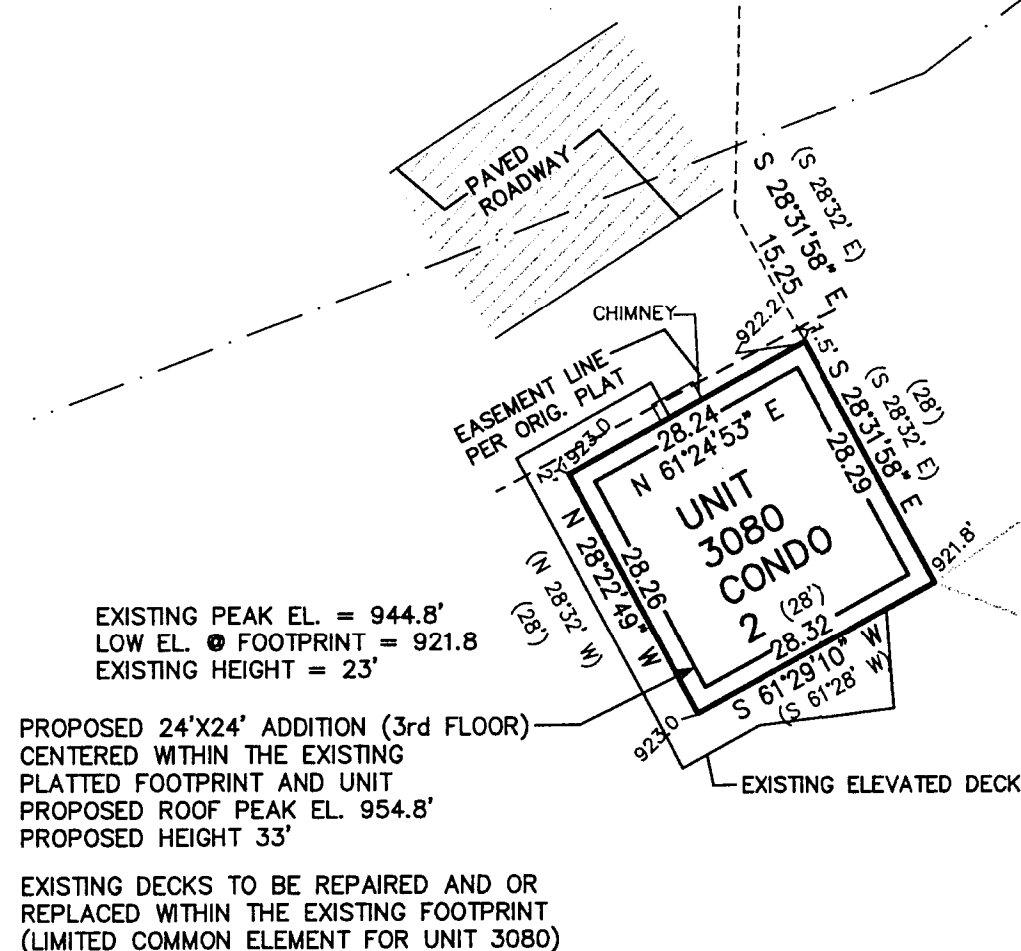 PAVED
ROADWAY
(S 28°32' E)
S 28°31'58" E
15.25
CHIMNEY
922.2'
1.5'
EASEMENT LINE
PER ORIG. PLAT
923.0
2.
28.24
N 61°24'53" E
(28')
(S 28°32' E)
S 28°31'58" E
28.29
UNIT
3080
CONDO
2
N 28°22'49" W
28.26
(N 28°32' W)
(28')
(28')
28.32
S 61°29'10" W
(S 61°28' W)
921.8'
923.0
EXISTING PEAK EL. = 944.8'
LOW EL. @ FOOTPRINT = 921.8
EXISTING HEIGHT = 23'
PROPOSED 24'X24' ADDITION (3rd FLOOR)
CENTERED WITHIN THE EXISTING
PLATTED FOOTPRINT AND UNIT
PROPOSED ROOF PEAK EL. 954.8'
PROPOSED HEIGHT 33'
EXISTING ELEVATED DECK
EXISTING DECKS TO BE REPAIRED AND OR
REPLACED WITHIN THE EXISTING FOOTPRINT
(LIMITED COMMON ELEMENT FOR UNIT 3080)